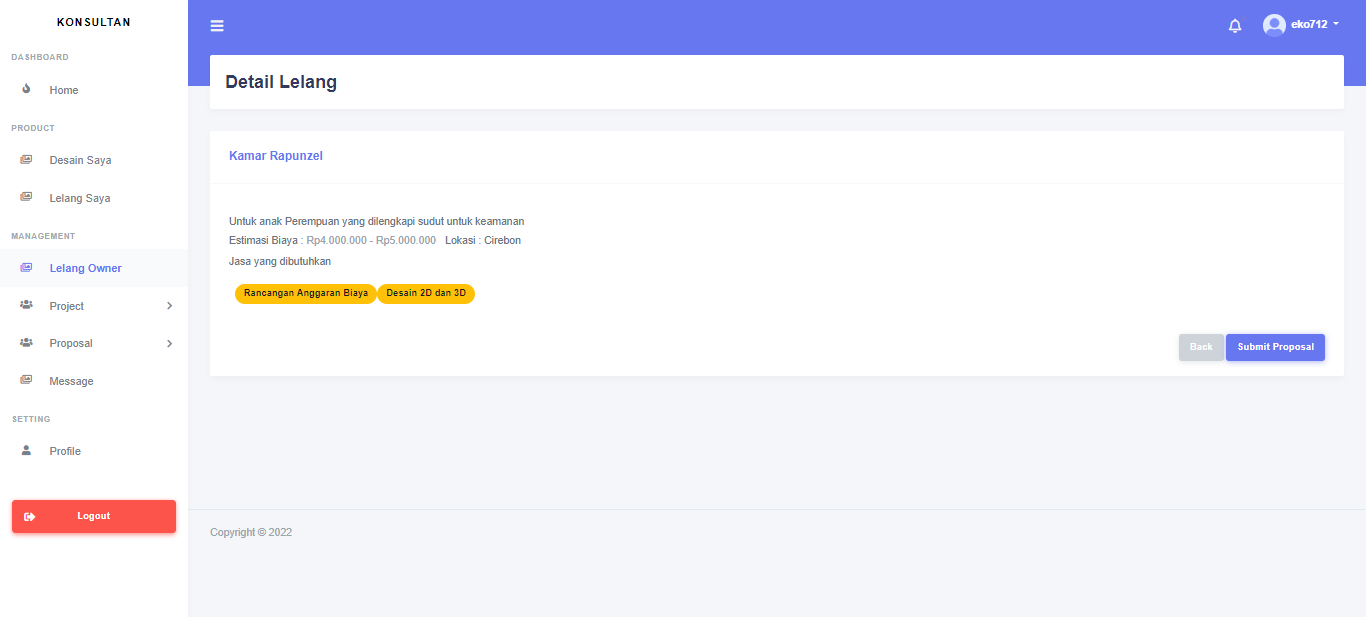 KONSULTAN
DASHBOARD
Home
PRODUCT
Desain Saya
Lelang Saya
MANAGEMENT
Lelang Owner
Project
Proposal
Message
SETTING
Profile
Logout
eko712
Detail Lelang
Kamar Rapunzel
Untuk anak Perempuan yang dilengkapi sudut untuk keamanan
Estimasi Biaya : Rp4.000.000 - Rp5.000.000 Lokasi : Cirebon
Jasa yang dibutuhkan
Rancangan Anggaran Biaya Desain 2D dan 3D
Back Submit Proposal
Copyright © 2022